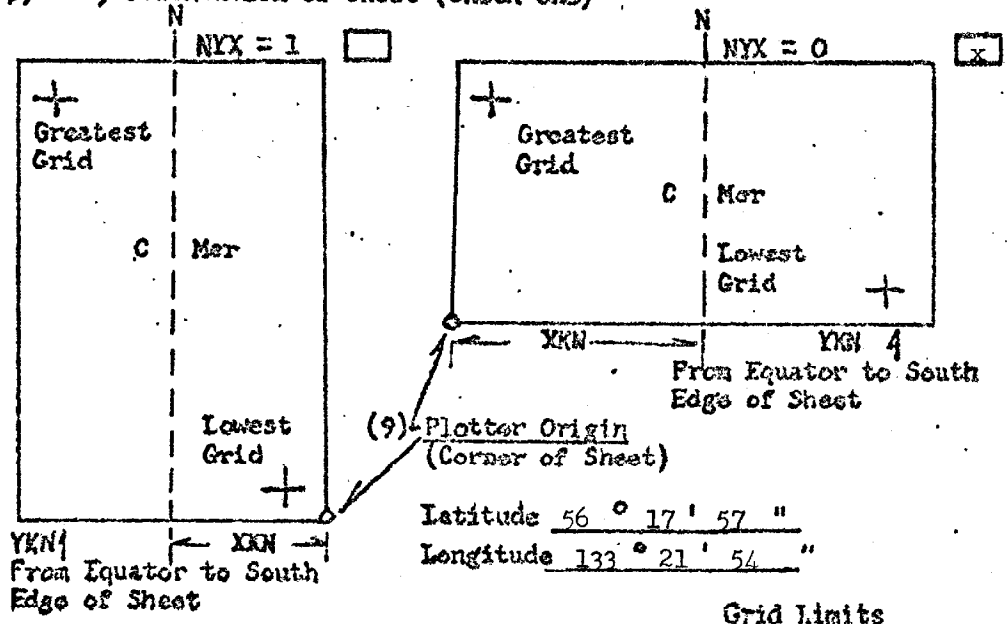 N
NYX = 1
Greatest
Grid
C Mer
Lowest
Grid
YKN
XKN
From Equator to South
Edge of Sheet
N
NYX = 0
x
Greatest
Grid
C Mer
Lowest
Grid
XKN
YKN
From Equator to South
Edge of Sheet
(9) Plotter Origin
(Corner of Sheet)
Latitude 56 ° 17 ' 57 "
Longitude 133 ° 21 ' 54 "
Grid Limits